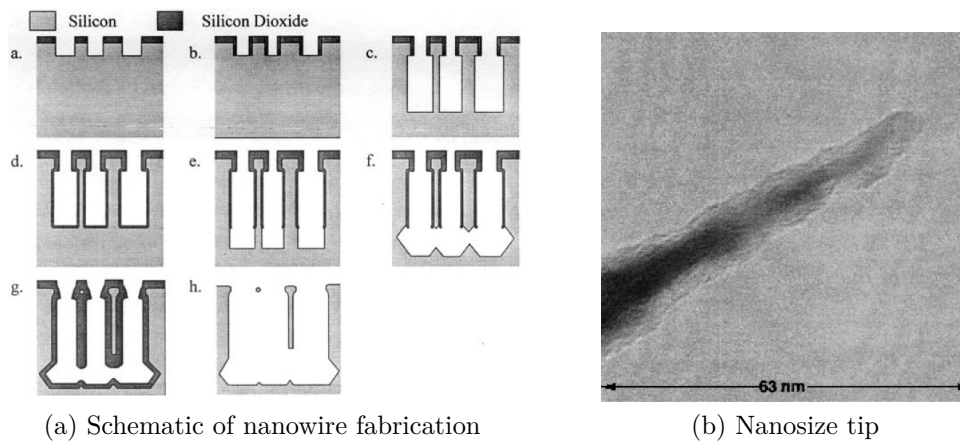 Silicon Silicon Dioxide
a. b. c.
d. e. f.
g. h.
63 nm
(a) Schematic of nanowire fabrication
(b) Nanosize tip